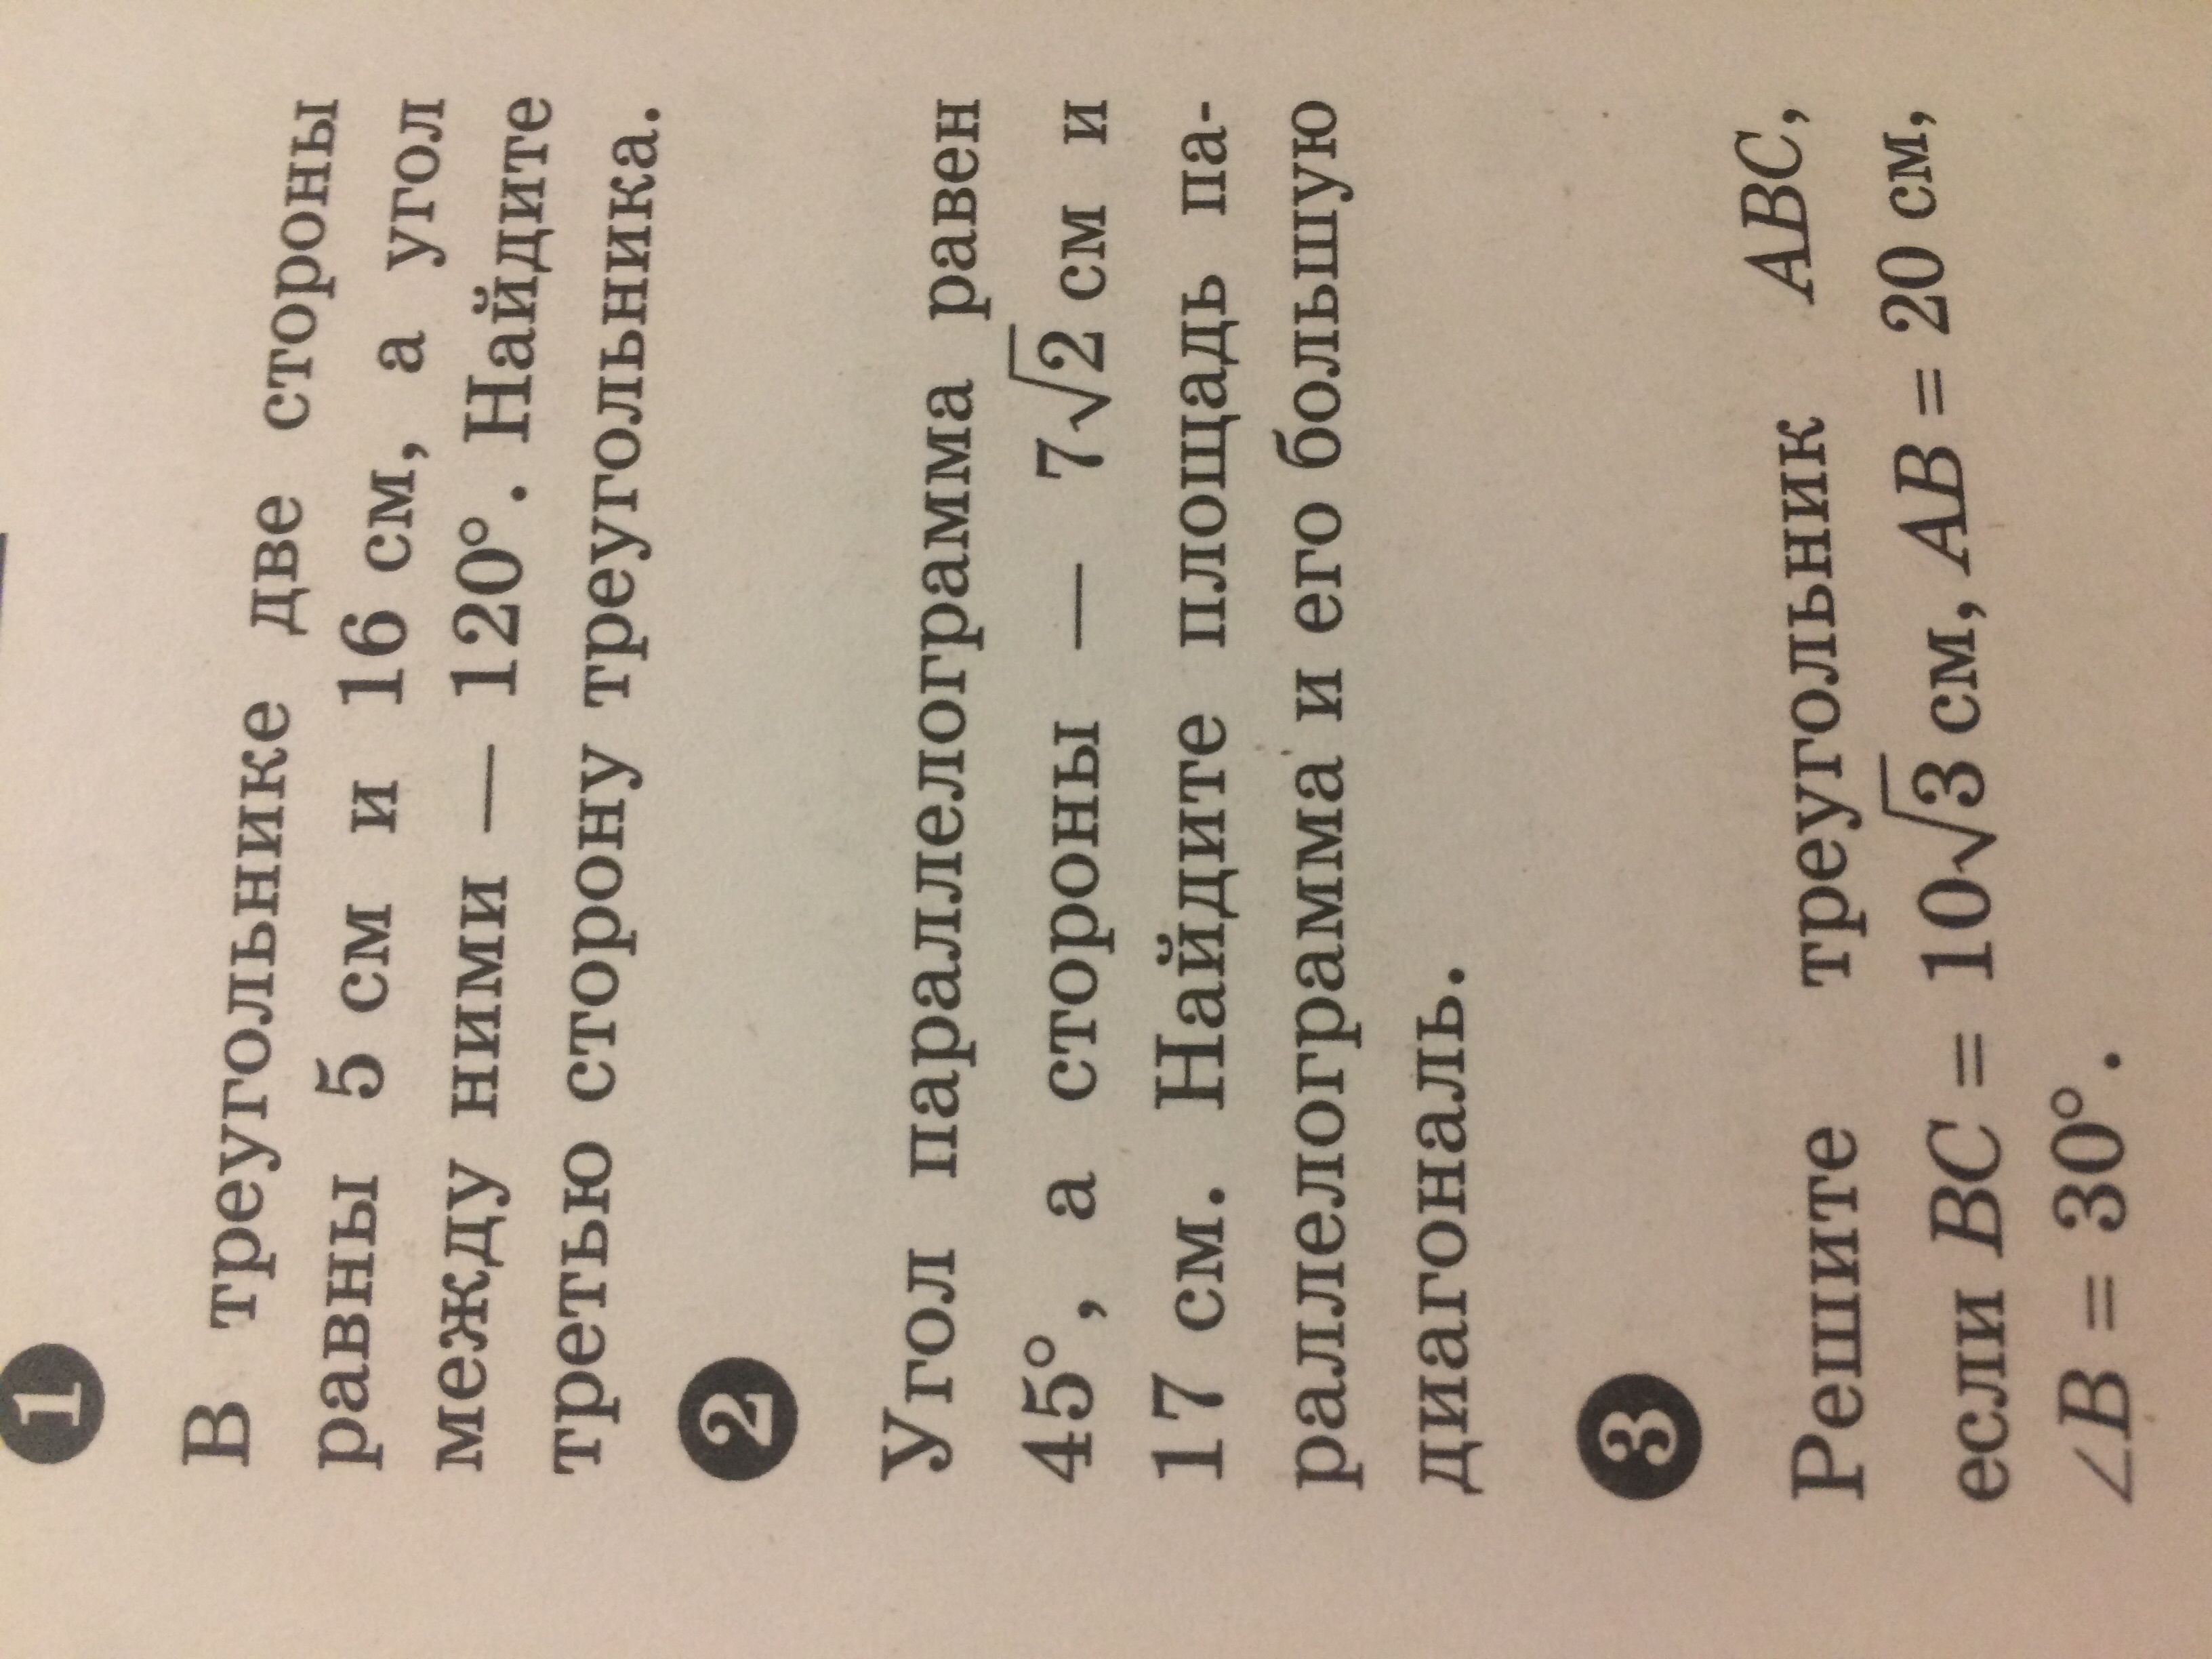 1
В треугольнике две стороны
равны 5 см и 16 см, а угол
между ними — 120°. Найдите
третью сторону треугольника.
2
Угол параллелограмма равен
45°, а стороны — 7√2 см и
17 см. Найдите площадь па-
раллелограмма и его большую
диагональ.
3
Решите треугольник ABC,
если BC = 10√3 см, AB = 20 см,
∠B = 30°.